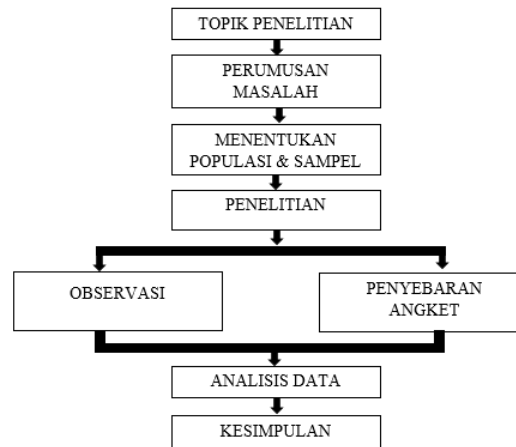 TOPIK PENELITIAN
PERUMUSAN
MASALAH
MENENTUKAN
POPULASI & SAMPEL
PENELITIAN
OBSERVASI
PENYEBARAN
ANGKET
ANALISIS DATA
KESIMPULAN